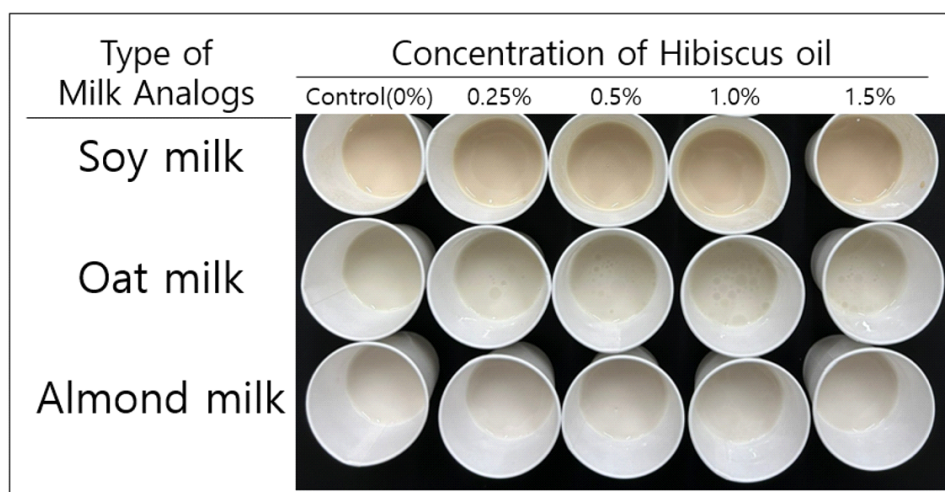 Type of
Milk Analogs
Concentration of Hibiscus oil
Control(0%) 0.25% 0.5% 1.0% 1.5%
Soy milk
Oat milk
Almond milk